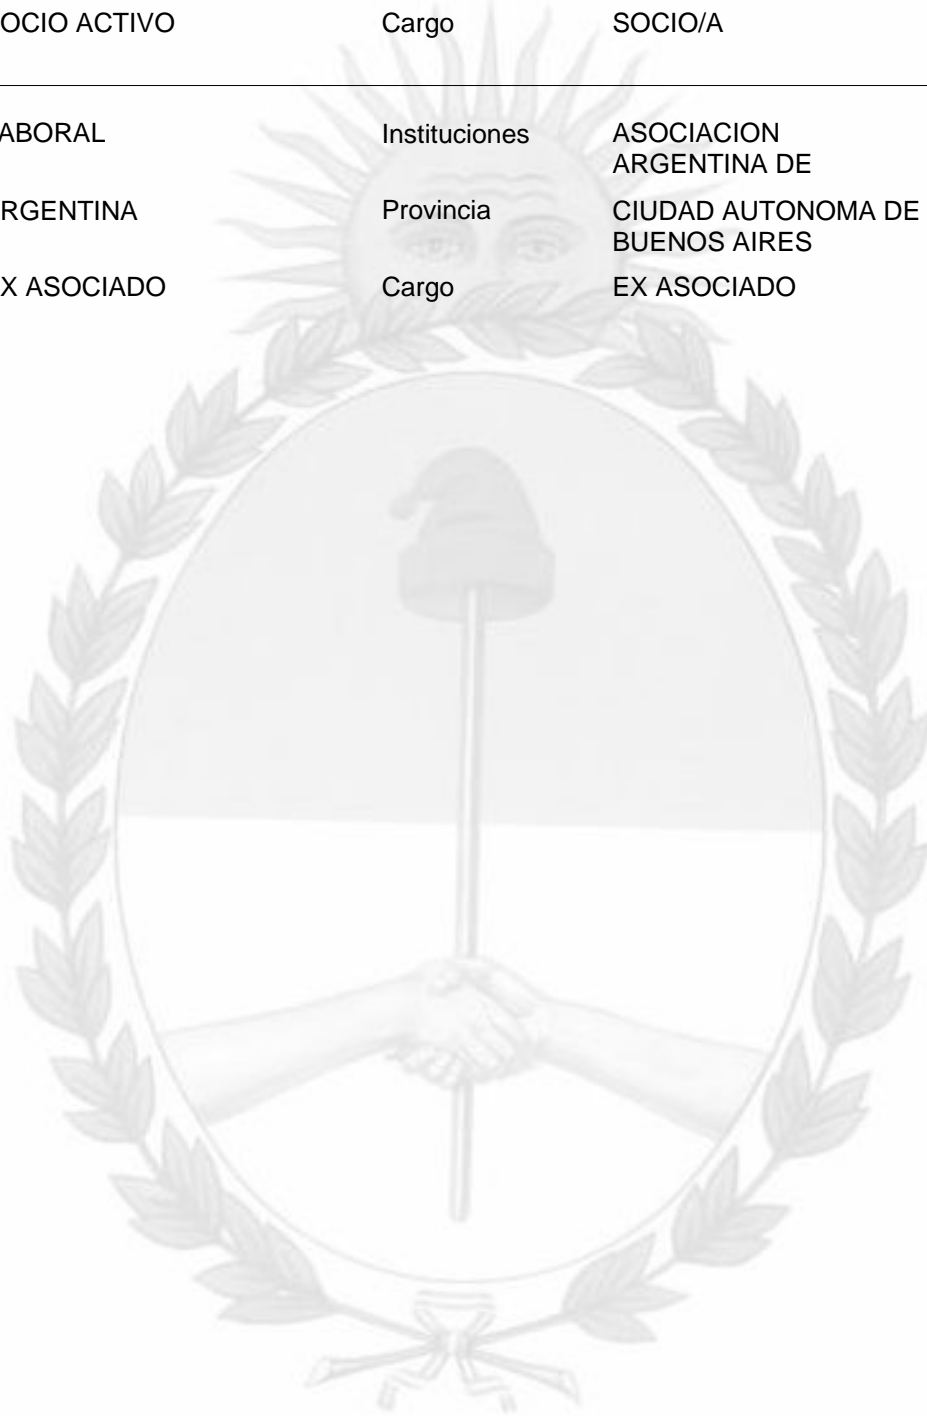 OCIO ACTIVO Cargo SOCIO/A
ABORAL Instituciones ASOCIACION
ARGENTINA DE
RGENTINA Provincia CIUDAD AUTONOMA DE
BUENOS AIRES
X ASOCIADO Cargo EX ASOCIADO